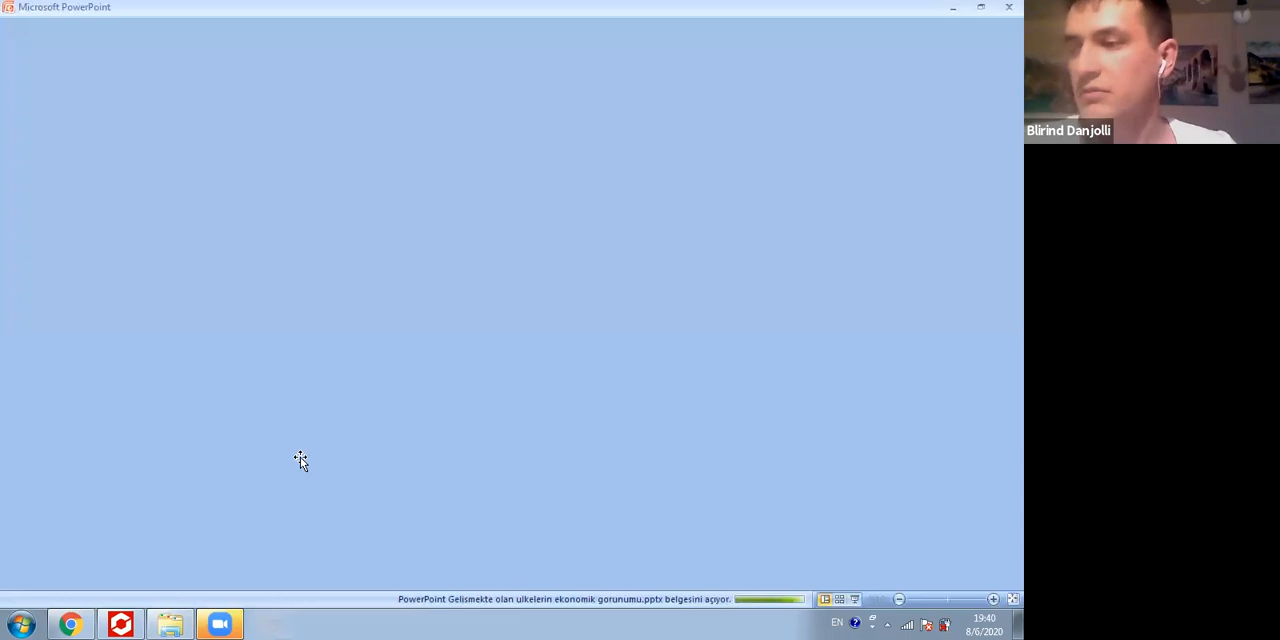 Microsoft PowerPoint
Blirind Danjolli
PowerPoint Gelismekte olan ulkelerin ekonomik gorunumu.pptx belgesini açıyor.
EN
19:40
8/6/2020